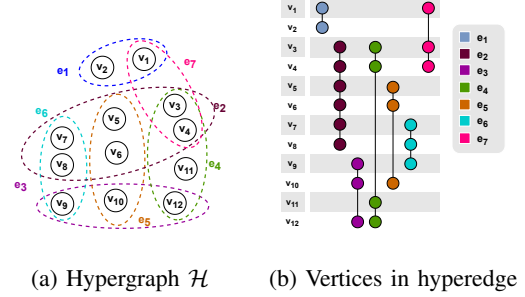 a.
b.
v1
v2
e1
e7
v3
v4
e2
v5
v6
e6
v7
v8
e4
v11
e3
v9
v10
v12
e5
v1
v2
v3
v4
v5
v6
v7
v8
v9
v10
v11
v12
e1
e2
e3
e4
e5
e6
e7
(a) Hypergraph ℋ
(b) Vertices in hyperedge